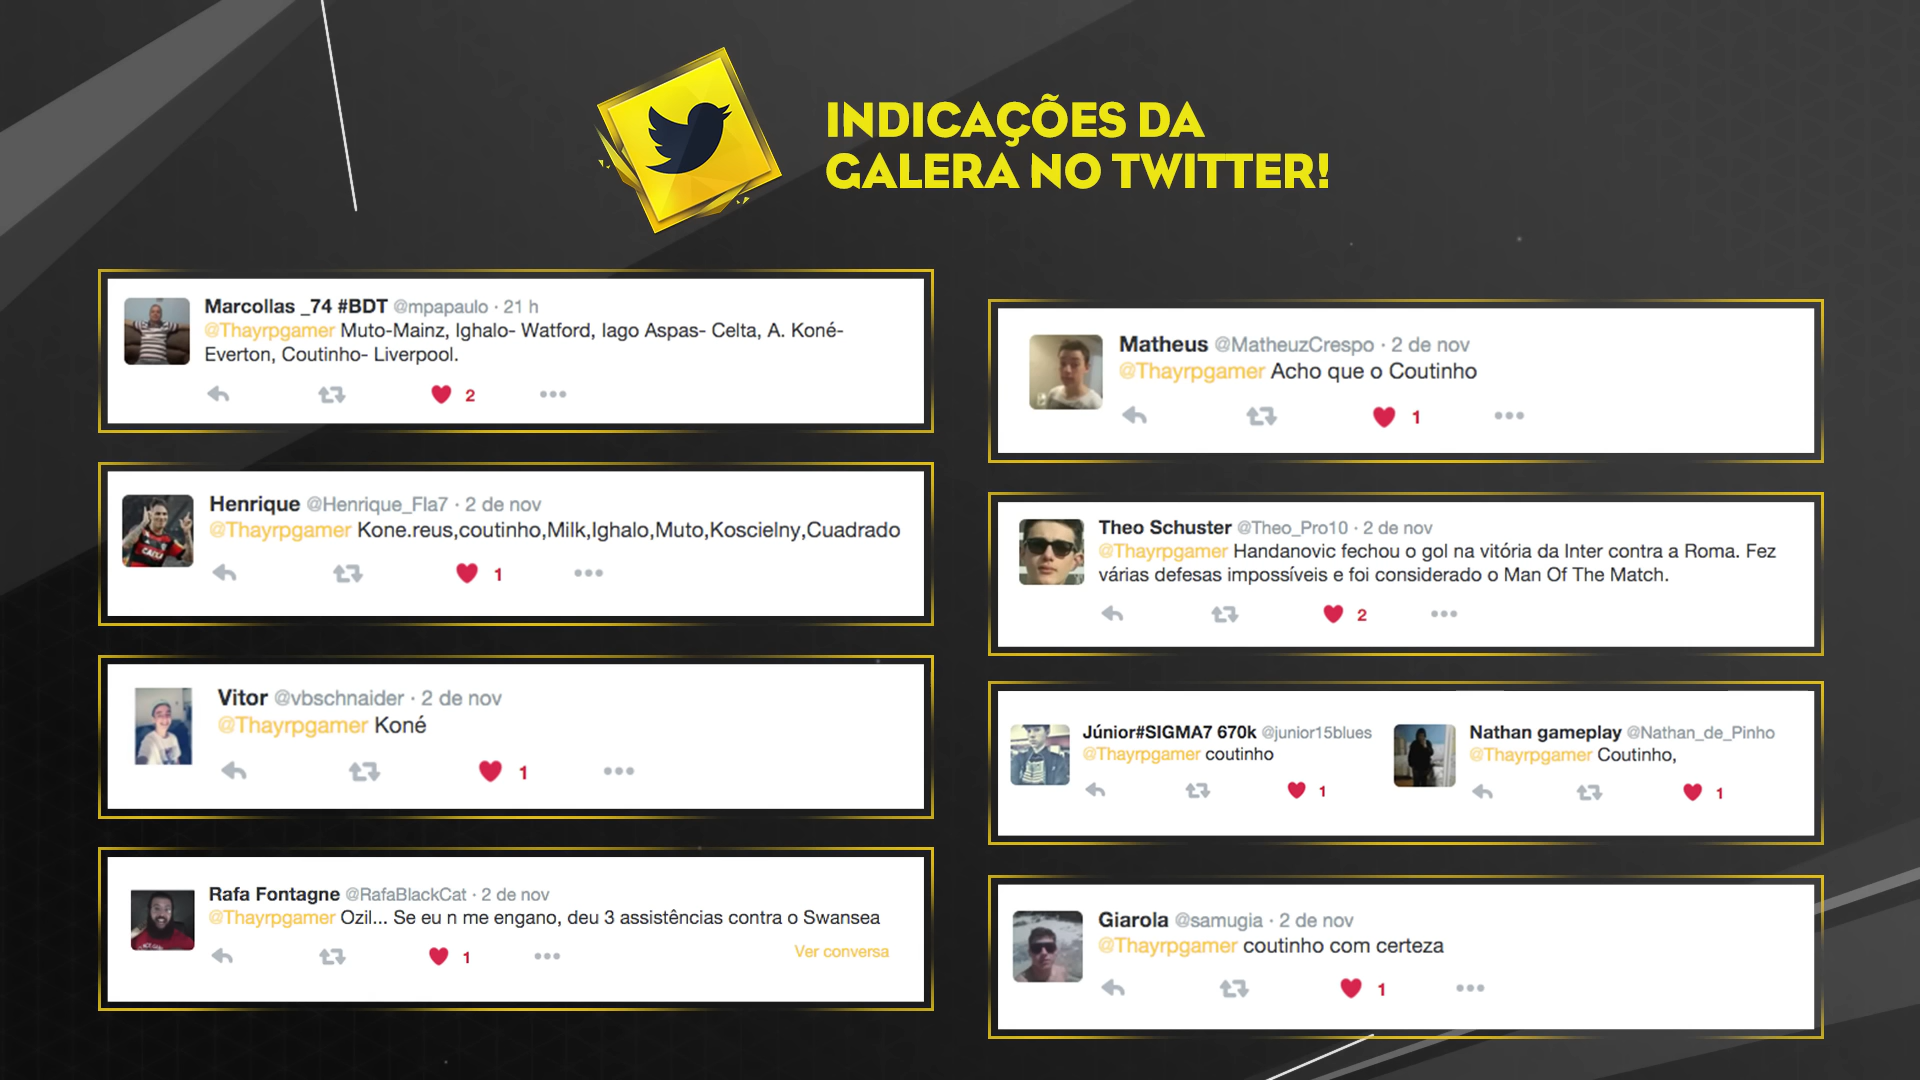 INDICAÇÕES DA
GALERA NO TWITTER!
Marcollas _74 #BDT @mpapaulo · 21 h
@Thayrpgamer Muto-Mainz, Ighalo- Watford, Iago Aspas- Celta, A. Koné-
Everton, Coutinho- Liverpool.
2
Henrique @Henrique_Fla7 · 2 de nov
@Thayrpgamer Kone.reus,coutinho,Milk,Ighalo,Muto,Koscielny,Cuadrado
1
Vitor @vbschnaider · 2 de nov
@Thayrpgamer Koné
1
Rafa Fontagne @RafaBlackCat · 2 de nov
@Thayrpgamer Ozil... Se eu n me engano, deu 3 assistências contra o Swansea
1
Ver conversa
Matheus @MatheuzCrespo · 2 de nov
@Thayrpgamer Acho que o Coutinho
1
Theo Schuster @Theo_Pro10 · 2 de nov
@Thayrpgamer Handanovic fechou o gol na vitória da Inter contra a Roma. Fez
várias defesas impossíveis e foi considerado o Man Of The Match.
2
Júnior#SIGMA7 670k @junior15blues
@Thayrpgamer coutinho
1
Nathan gameplay @Nathan_de_Pinho
@Thayrpgamer Coutinho,
1
Giarola @samugia · 2 de nov
@Thayrpgamer coutinho com certeza
1